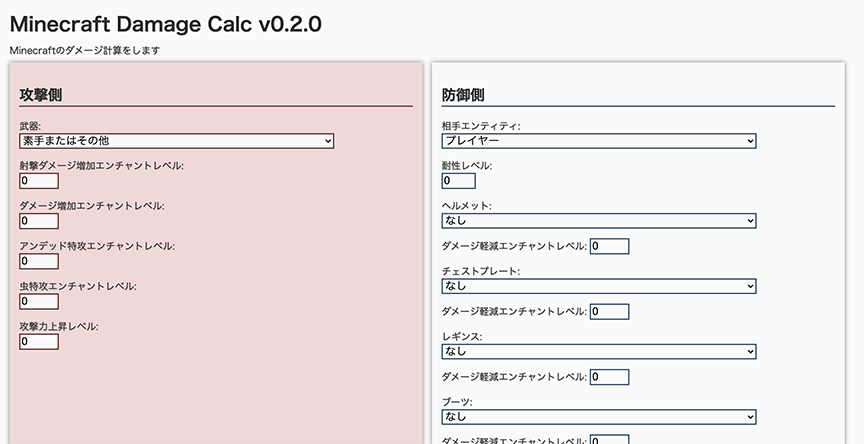 Minecraft Damage Calc v0.2.0
Minecraftのダメージ計算をします
攻撃側
武器:
素手またはその他
射撃ダメージ増加エンチャントレベル:
0
ダメージ増加エンチャントレベル:
0
アンデッド特攻エンチャントレベル:
0
虫特攻エンチャントレベル:
0
攻撃力上昇レベル:
0
防御側
相手エンティティ:
プレイヤー
耐性レベル:
0
ヘルメット:
なし
ダメージ軽減エンチャントレベル: 0
チェストプレート:
なし
ダメージ軽減エンチャントレベル: 0
レギンス:
なし
ダメージ軽減エンチャントレベル: 0
ブーツ:
なし
ダメージ軽減エンチャントレベル: 0